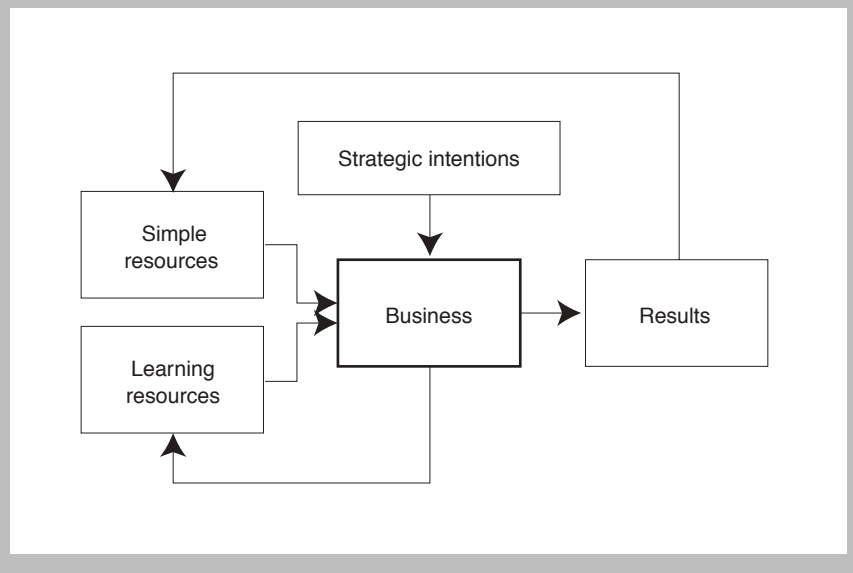 Strategic intentions
Simple
resources
Business
Results
Learning
resources